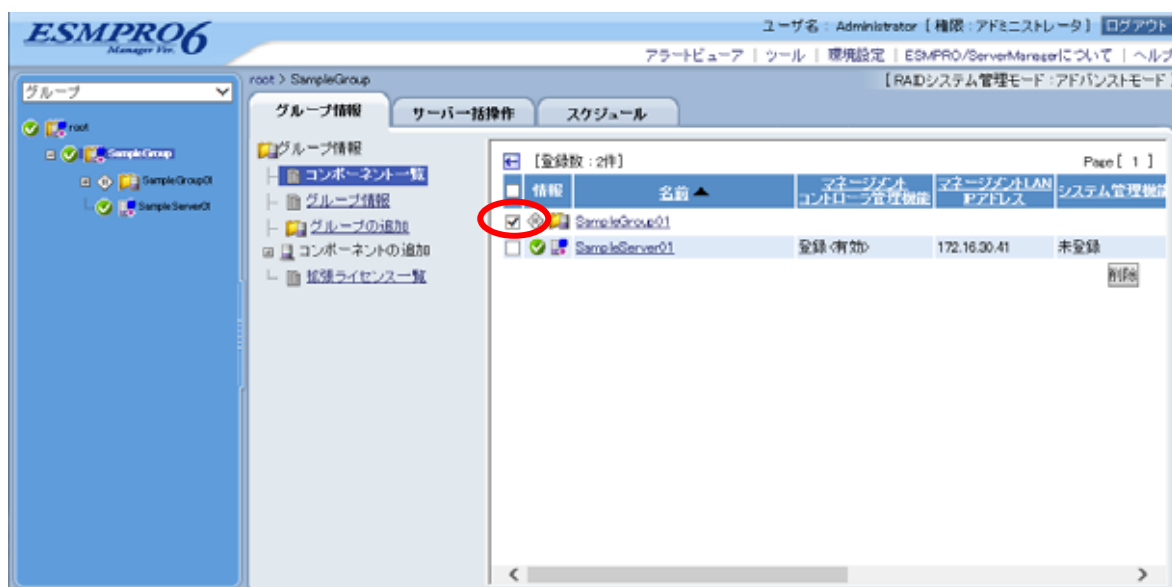 ESMPRO6
Manager Ver.
ユーザ名 : Administrator [ 権限 : アドミニストレータ ] ログアウト
アラートビューア | ツール | 環境設定 | ESMPRO/ServerManagerについて | ヘルプ
グループ
root
SampleGroup
SampleGroup01
SampleServer01
root > SampleGroup
[ RAIDシステム管理モード : アドバンストモード ]
グループ情報 サーバー括操作 スケジュール
グループ情報
コンポーネント一覧
グループ情報
グループの追加
コンポーネントの追加
拡張ライセンス一覧
[登録数 : 2件] Page [ 1 ]
情報 名前▲ マネージメントコントローラ管理機能 マネージメントLAN IPアドレス システム管理機能
SampleGroup01
SampleServer01 登録<有効> 172.16.30.41 未登録
削除